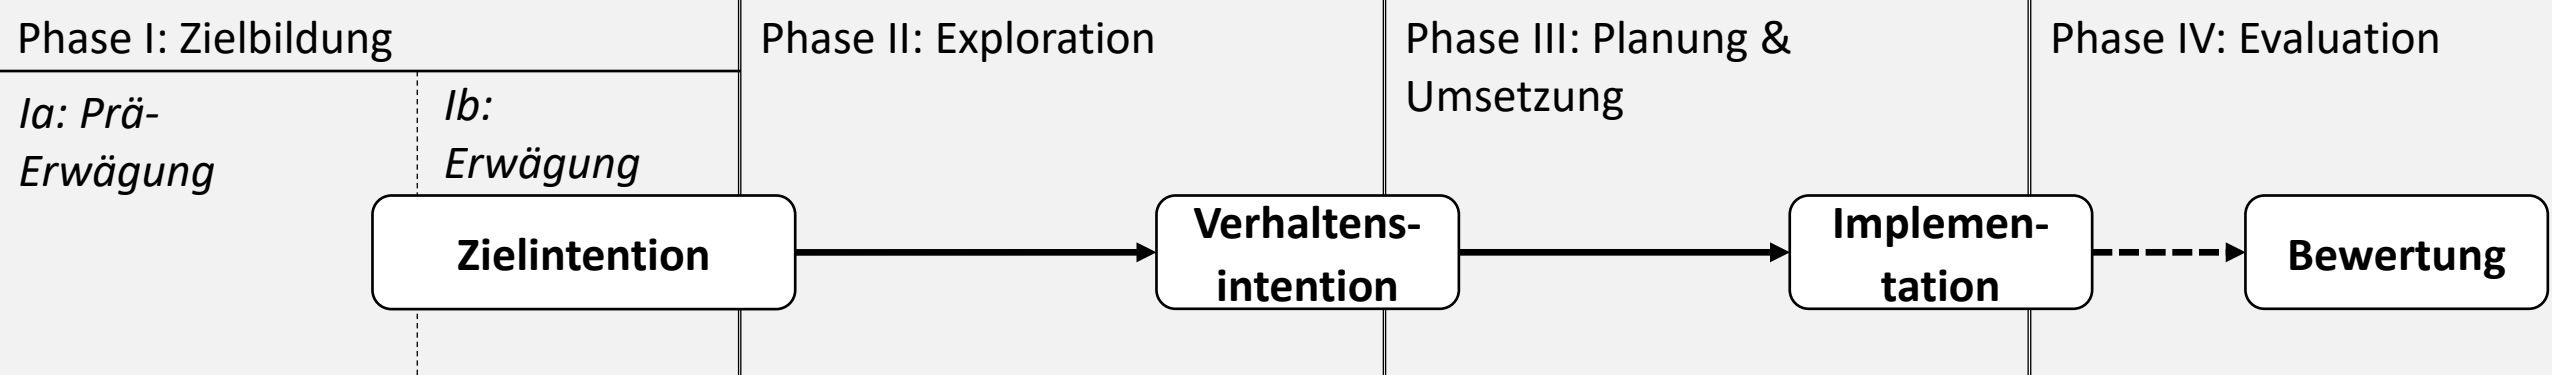 Phase I: Zielbildung
Ia: Prä-
Erwägung
Ib:
Erwägung
Zielintention
Phase II: Exploration
Verhaltens-
intention
Phase III: Planung &
Umsetzung
Implemen-
tation
Phase IV: Evaluation
Bewertung